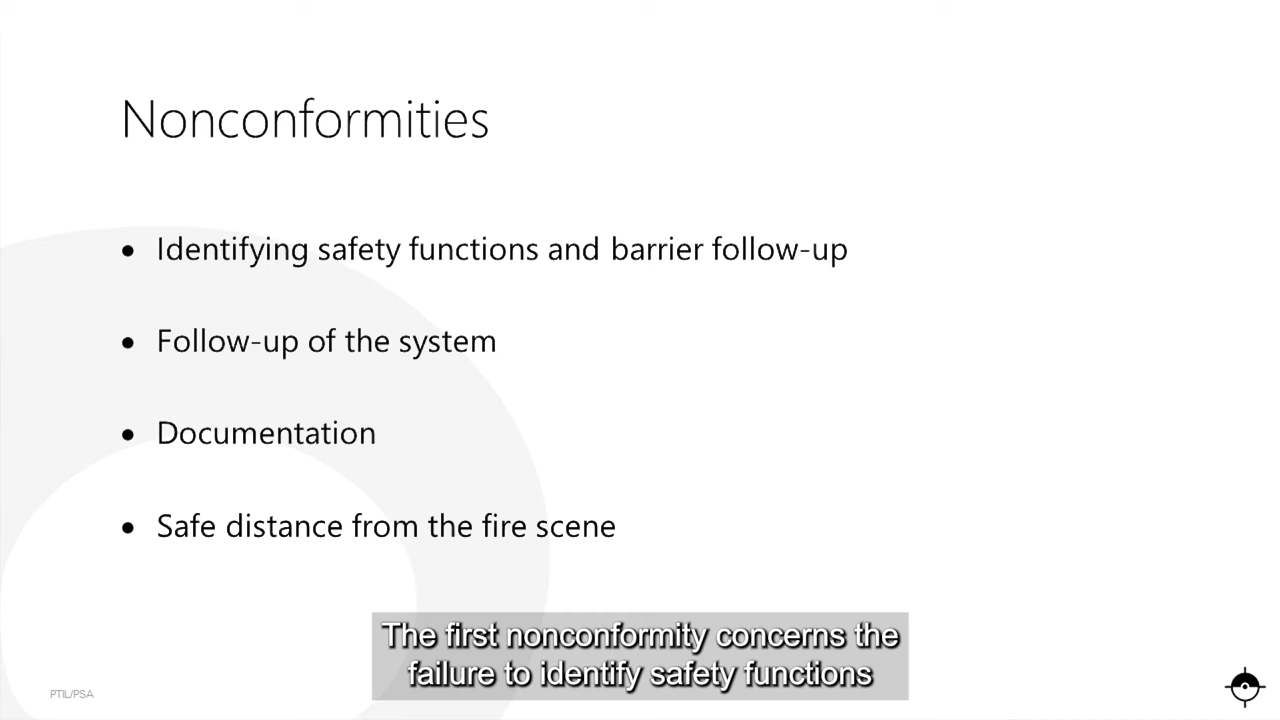 Nonconformities
• Identifying safety functions and barrier follow-up
• Follow-up of the system
• Documentation
• Safe distance from the fire scene
The first nonconformity concerns the
failure to identify safety functions
PTIL/PSA